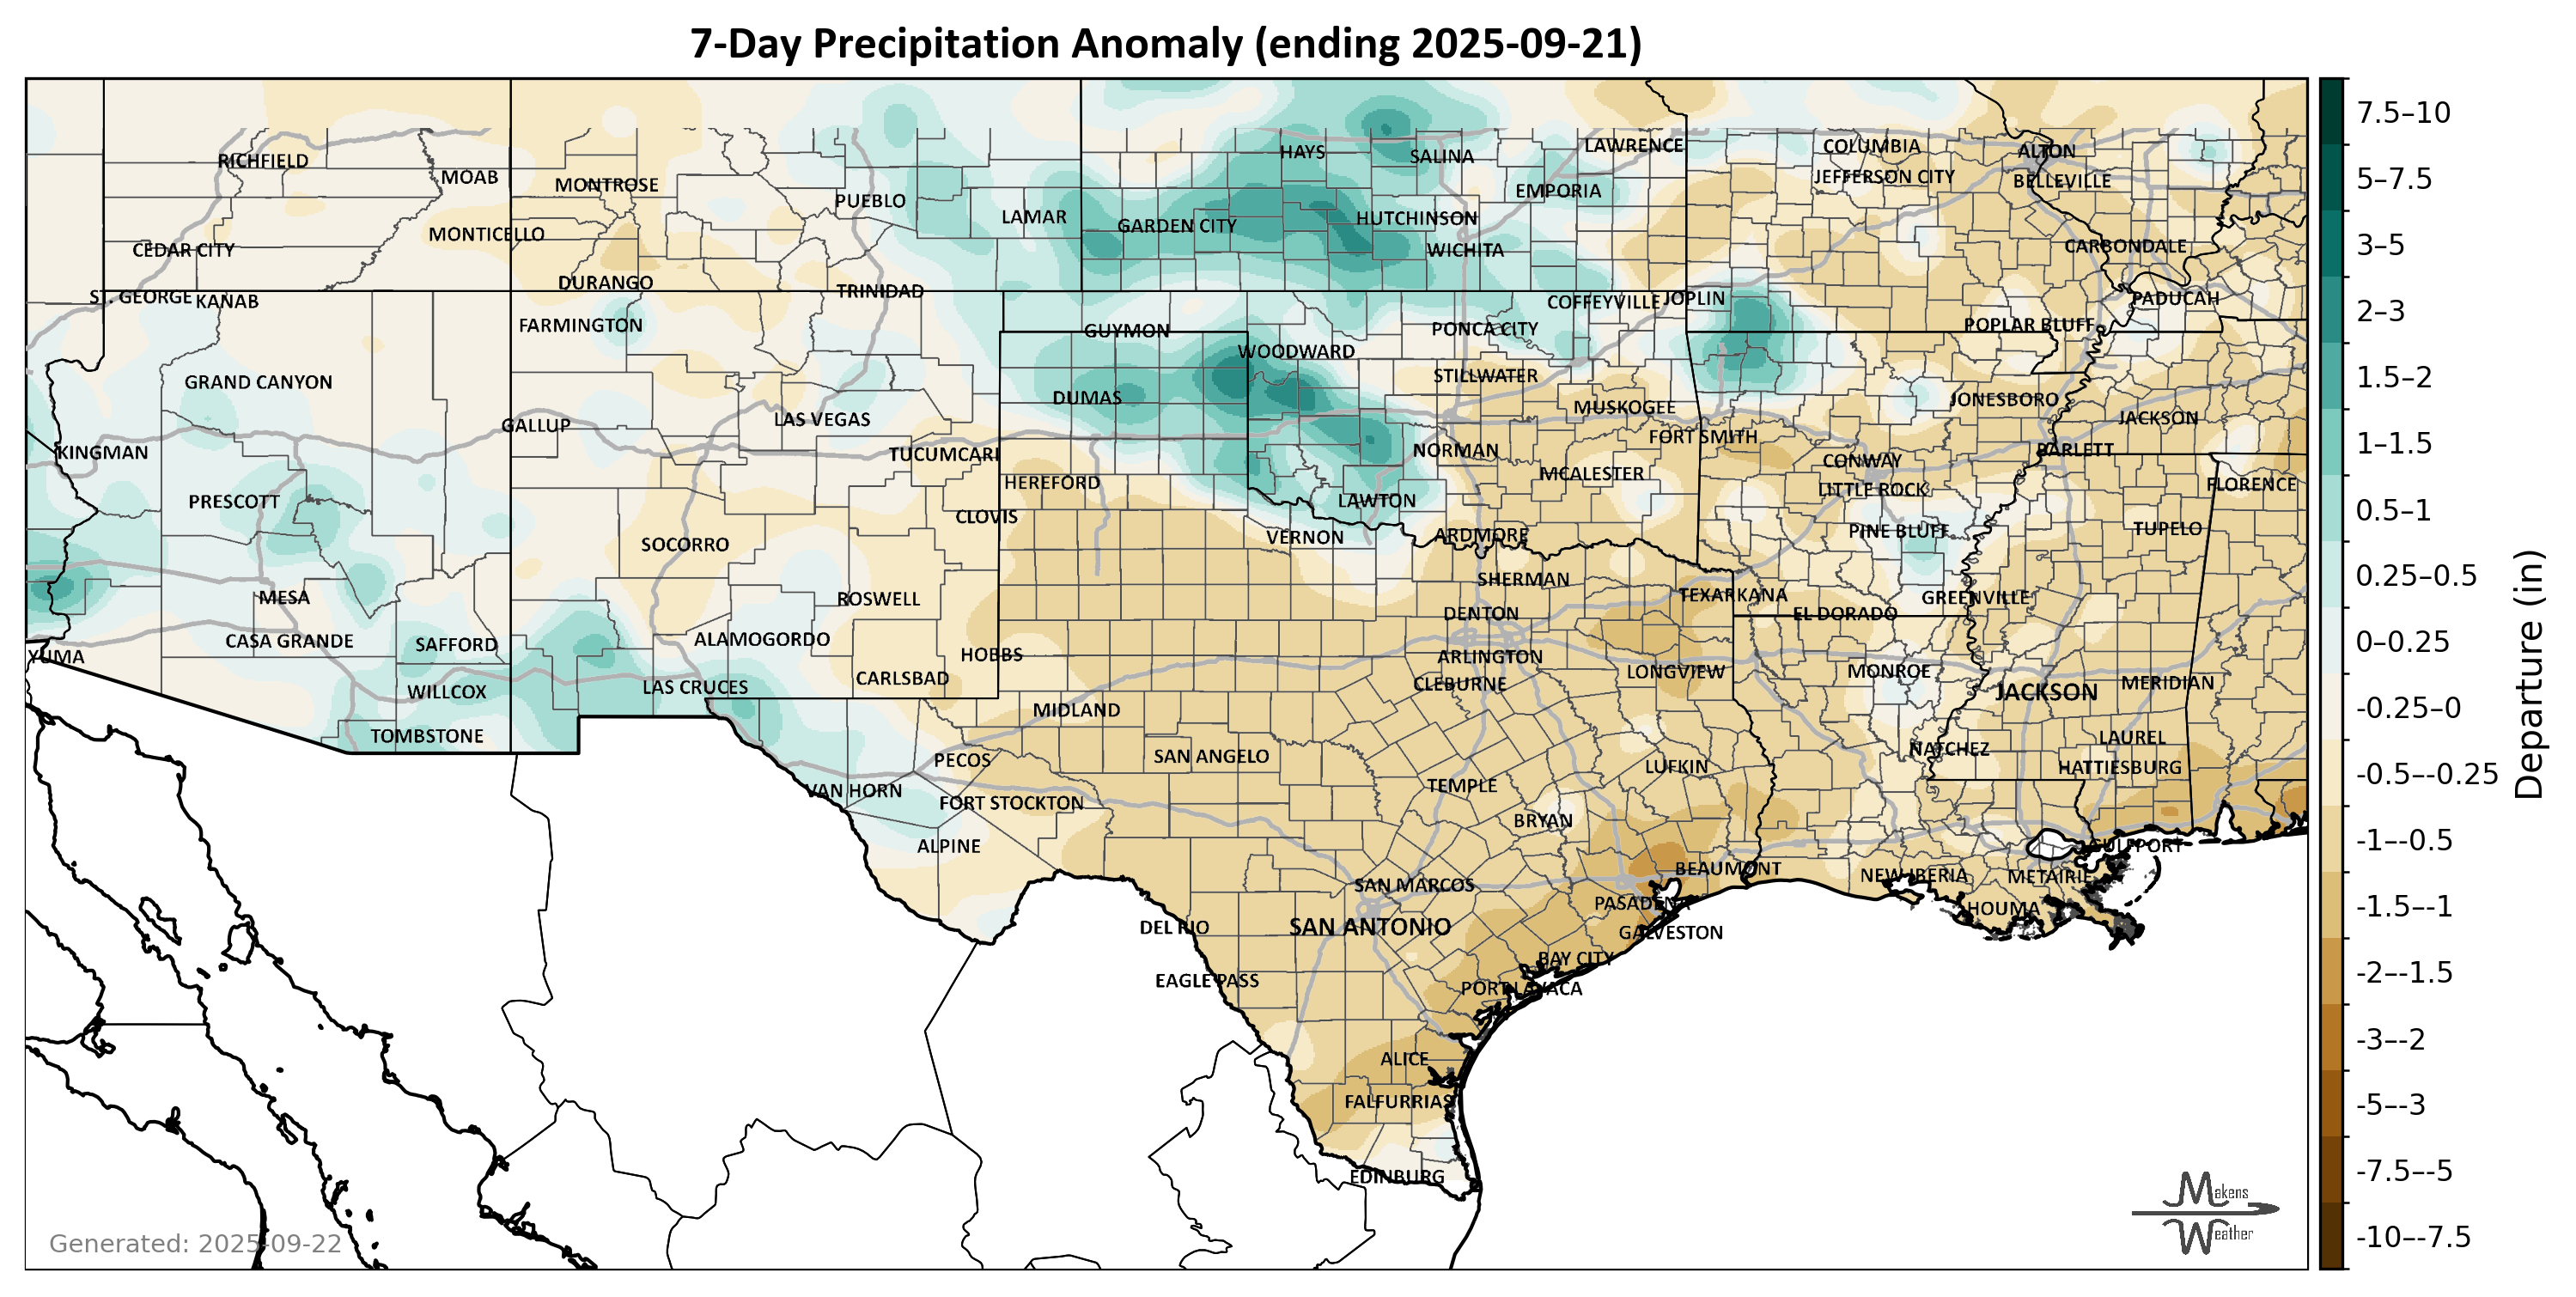 7-Day Precipitation Anomaly (ending 2025-09-21)
HAYS
SALINA
LAWRENCE
COLUMBIA
ALTON
RICHFIELD
MOAB
MONTROSE
PUEBLO
LAMAR
EMPORIA
JEFFERSON CITY
BELLEVILLE
GARDEN CITY
HUTCHINSON
MONTICELLO
CEDAR CITY
WICHITA
CARBONDALE
DURANGO
TRINIDAD
ST. GEORGE
KANAB
COFFEYVILLE
JOPLIN
PADUCAH
FARMINGTON
GUYMON
PONCA CITY
POPLAR BLUFF
WOODWARD
GRAND CANYON
STILLWATER
DUMAS
MUSKOGEE
JONESBORO
LAS VEGAS
JACKSON
GALLUP
FORT SMITH
KINGMAN
TUCUMCARI
NORMAN
BARLETT
CONWAY
MCALESTER
HEREFORD
FLORENCE
PRESCOTT
LAWTON
LITTLE ROCK
CLOVIS
PINE BLUFF
TUPELO
SOCORRO
VERNON
ARDMORE
SHERMAN
MESA
ROSWELL
TEXARKANA
GREENVILLE
DENTON
EL DORADO
CASA GRANDE
SAFFORD
ALAMOGORDO
YUMA
HOBBS
ARLINGTON
LONGVIEW
MONROE
CARLSBAD
CLEBURNE
MERIDIAN
WILLCOX
LAS CRUCES
JACKSON
MIDLAND
TOMBSTONE
LAUREL
NATCHEZ
SAN ANGELO
PECOS
LUFKIN
HATTIESBURG
VAN HORN
TEMPLE
FORT STOCKTON
BRYAN
ALPINE
GULFPORT
BEAUMONT
NEW IBERIA
METAIRIE
SAN MARCOS
PASADENA
HOUMA
DEL RIO
SAN ANTONIO
GALVESTON
BAY CITY
EAGLE PASS
PORT LAVACA
ALICE
FALFURRIAS
EDINBURG
Generated: 2025-09-22
Makens
Weather
7.5–10
5–7.5
3–5
2–3
1.5–2
1–1.5
0.5–1
0.25–0.5
0–0.25
-0.25–0
-0.5–-0.25
-1–-0.5
-1.5–-1
-2–-1.5
-3–-2
-5–-3
-7.5–-5
-10–-7.5
Departure (in)